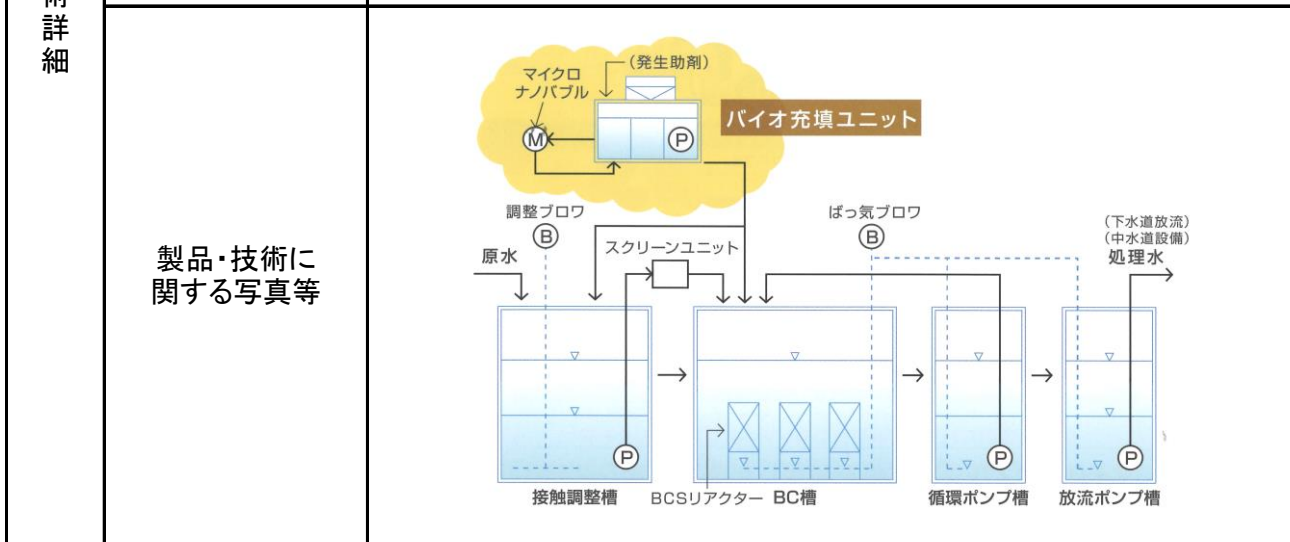 術
詳
細
製品・技術に
関する写真等
マイクロ
ナノバブル
(発生助剤)
M
P
バイオ充填ユニット
調整ブロワ
B
原水
スクリーンユニット
ばっ気ブロワ
B
(下水道放流)
(中水道設備)
処理水
P
P
P
接触調整槽
BCSリアクター
BC槽
循環ポンプ槽
放流ポンプ槽